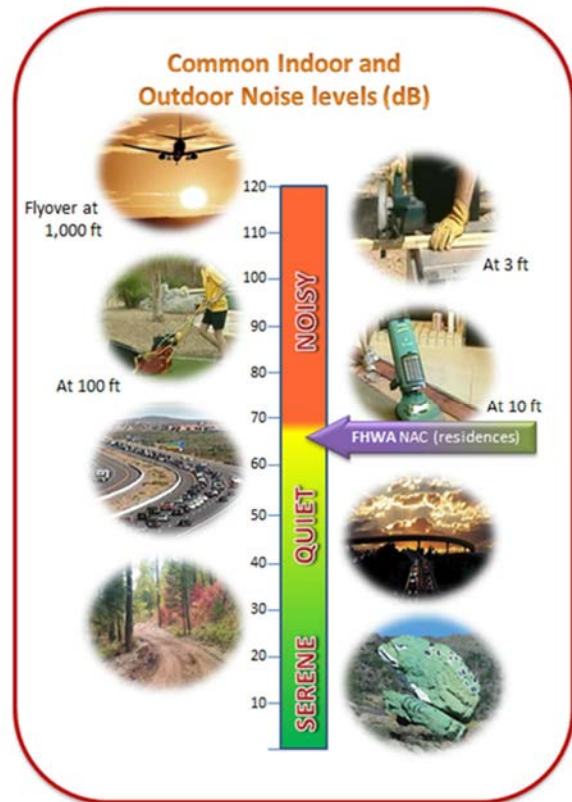 Common Indoor and
Outdoor Noise levels (dB)
Flyover at
1,000 ft
120
110
100
90
80
70
60
50
40
30
20
10
NOISY
QUIET
SERENE
At 3 ft
At 100 ft
At 10 ft
FHWA NAC (residences)